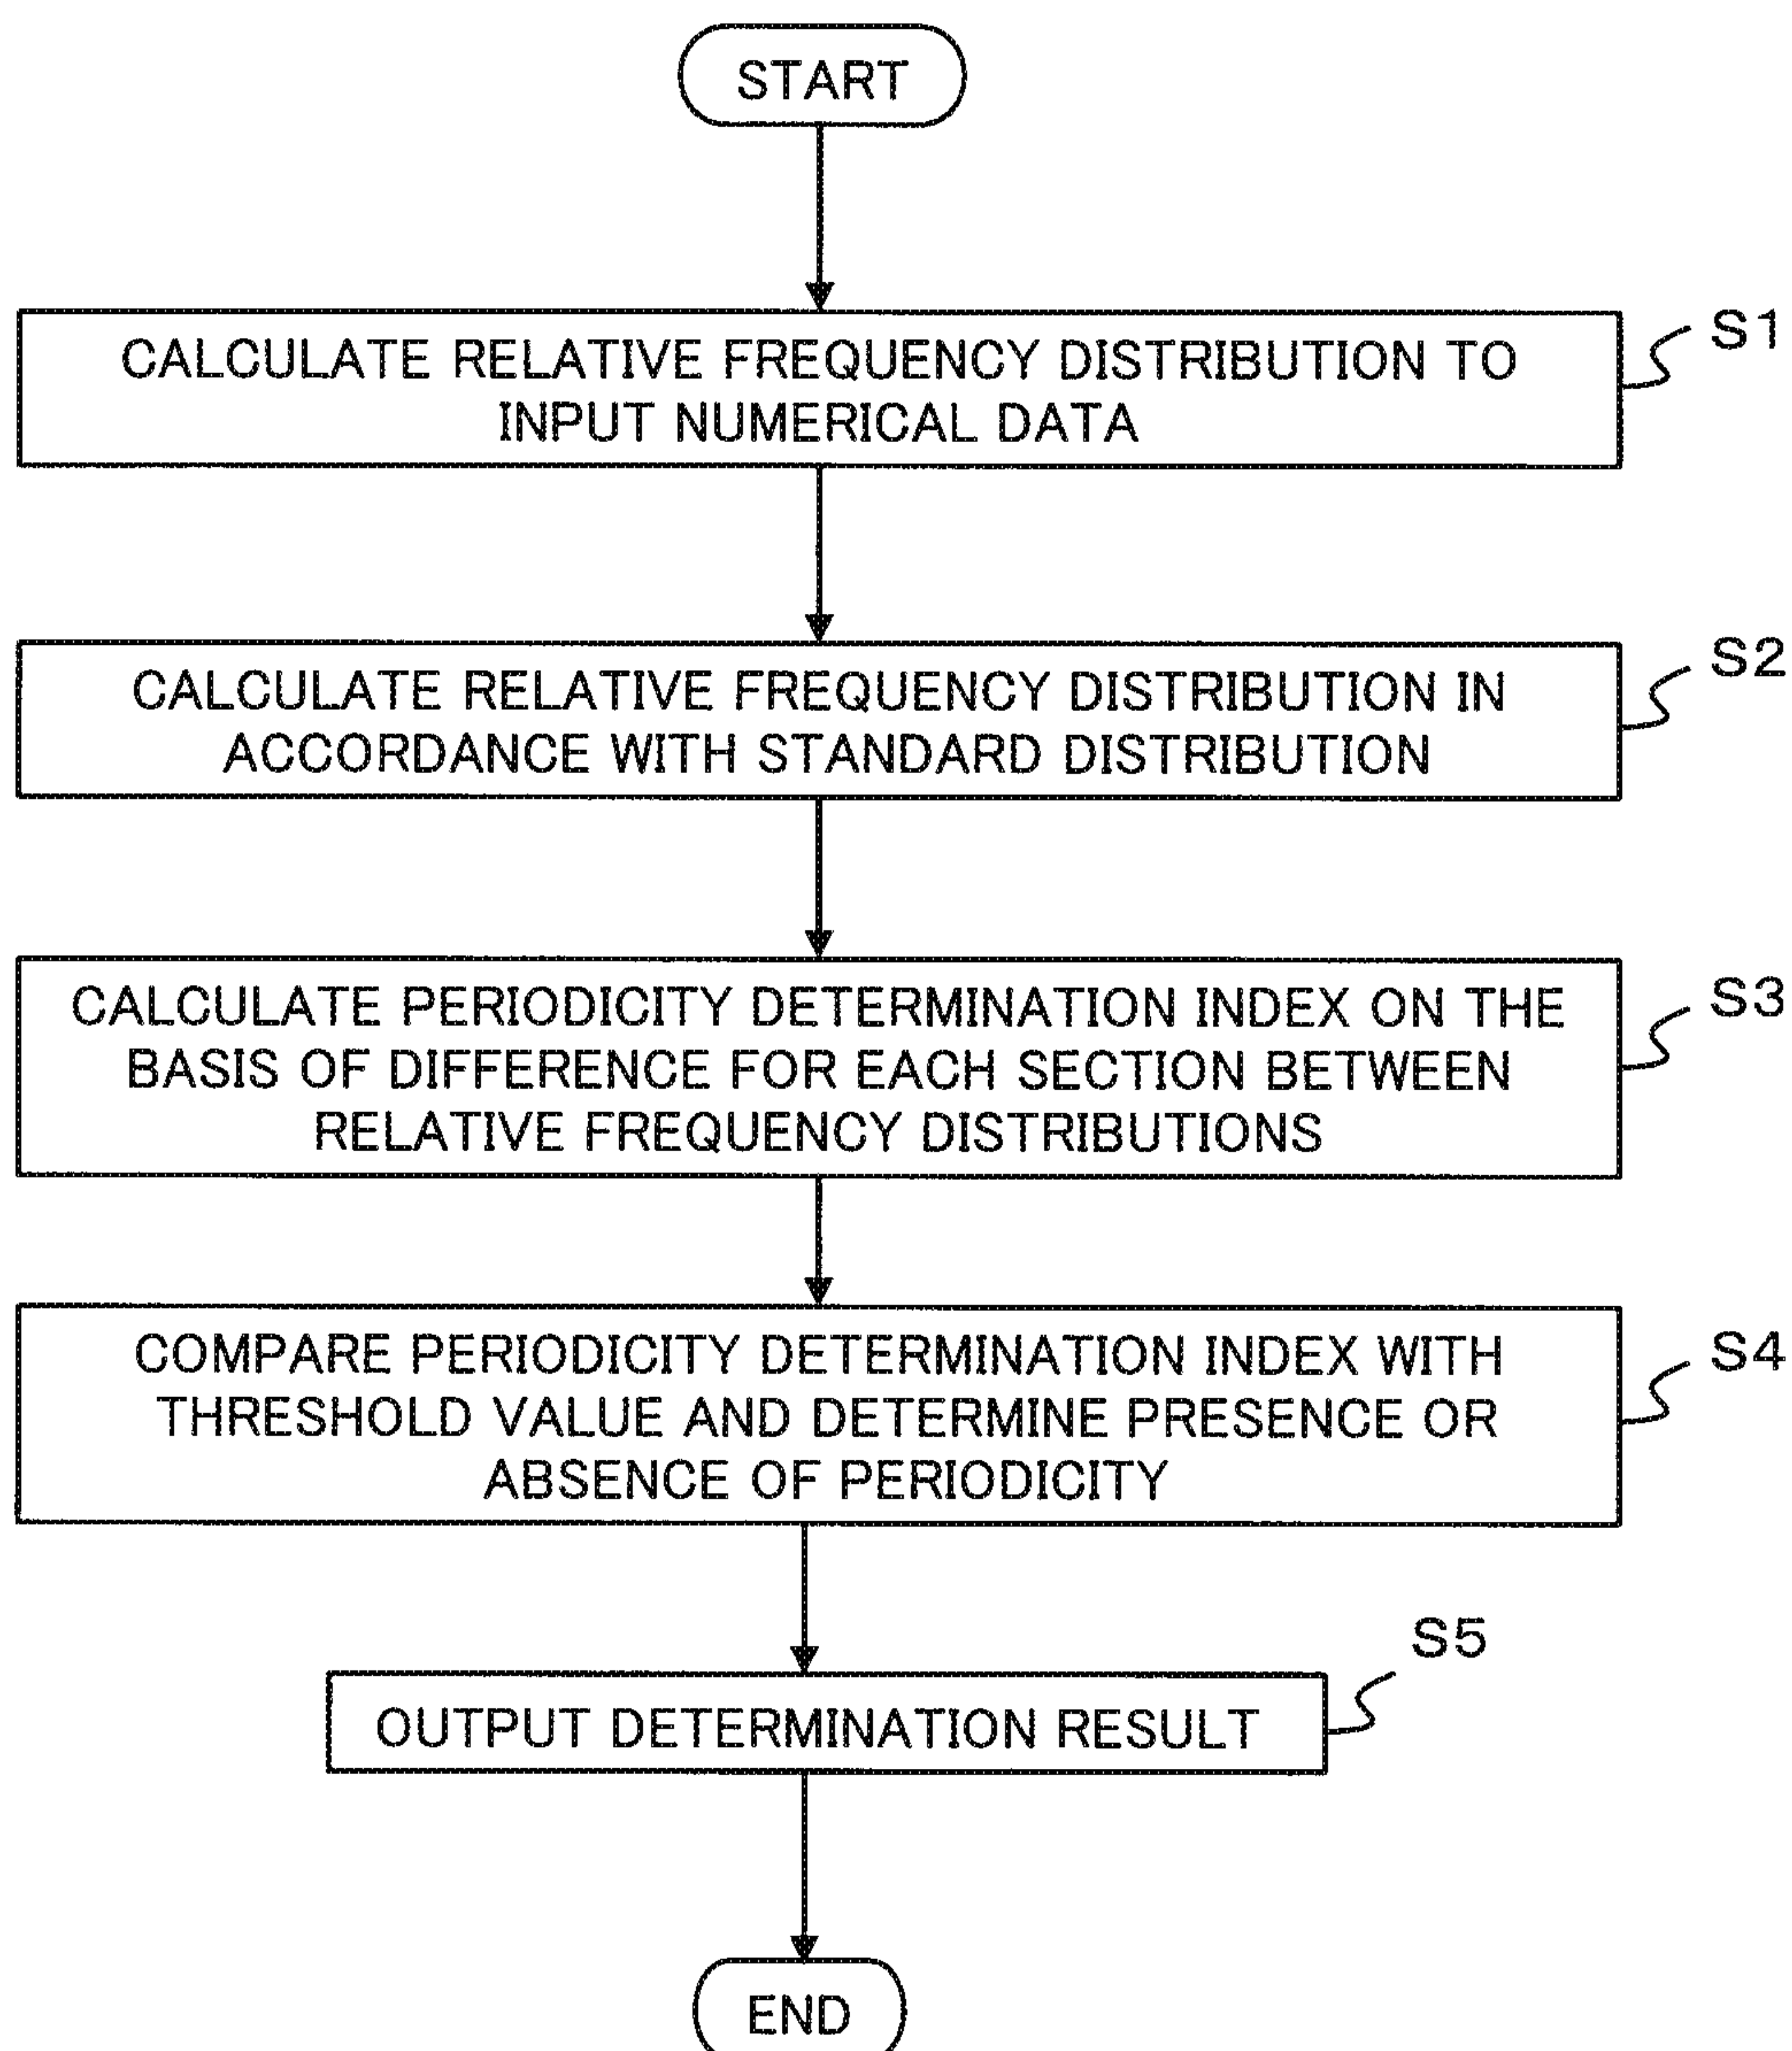 START
S1
CALCULATE RELATIVE FREQUENCY DISTRIBUTION TO
INPUT NUMERICAL DATA
S2
CALCULATE RELATIVE FREQUENCY DISTRIBUTION IN
ACCORDANCE WITH STANDARD DISTRIBUTION
S3
CALCULATE PERIODICITY DETERMINATION INDEX ON THE
BASIS OF DIFFERENCE FOR EACH SECTION BETWEEN
RELATIVE FREQUENCY DISTRIBUTIONS
S4
COMPARE PERIODICITY DETERMINATION INDEX WITH
THRESHOLD VALUE AND DETERMINE PRESENCE OR
ABSENCE OF PERIODICITY
S5
OUTPUT DETERMINATION RESULT
END